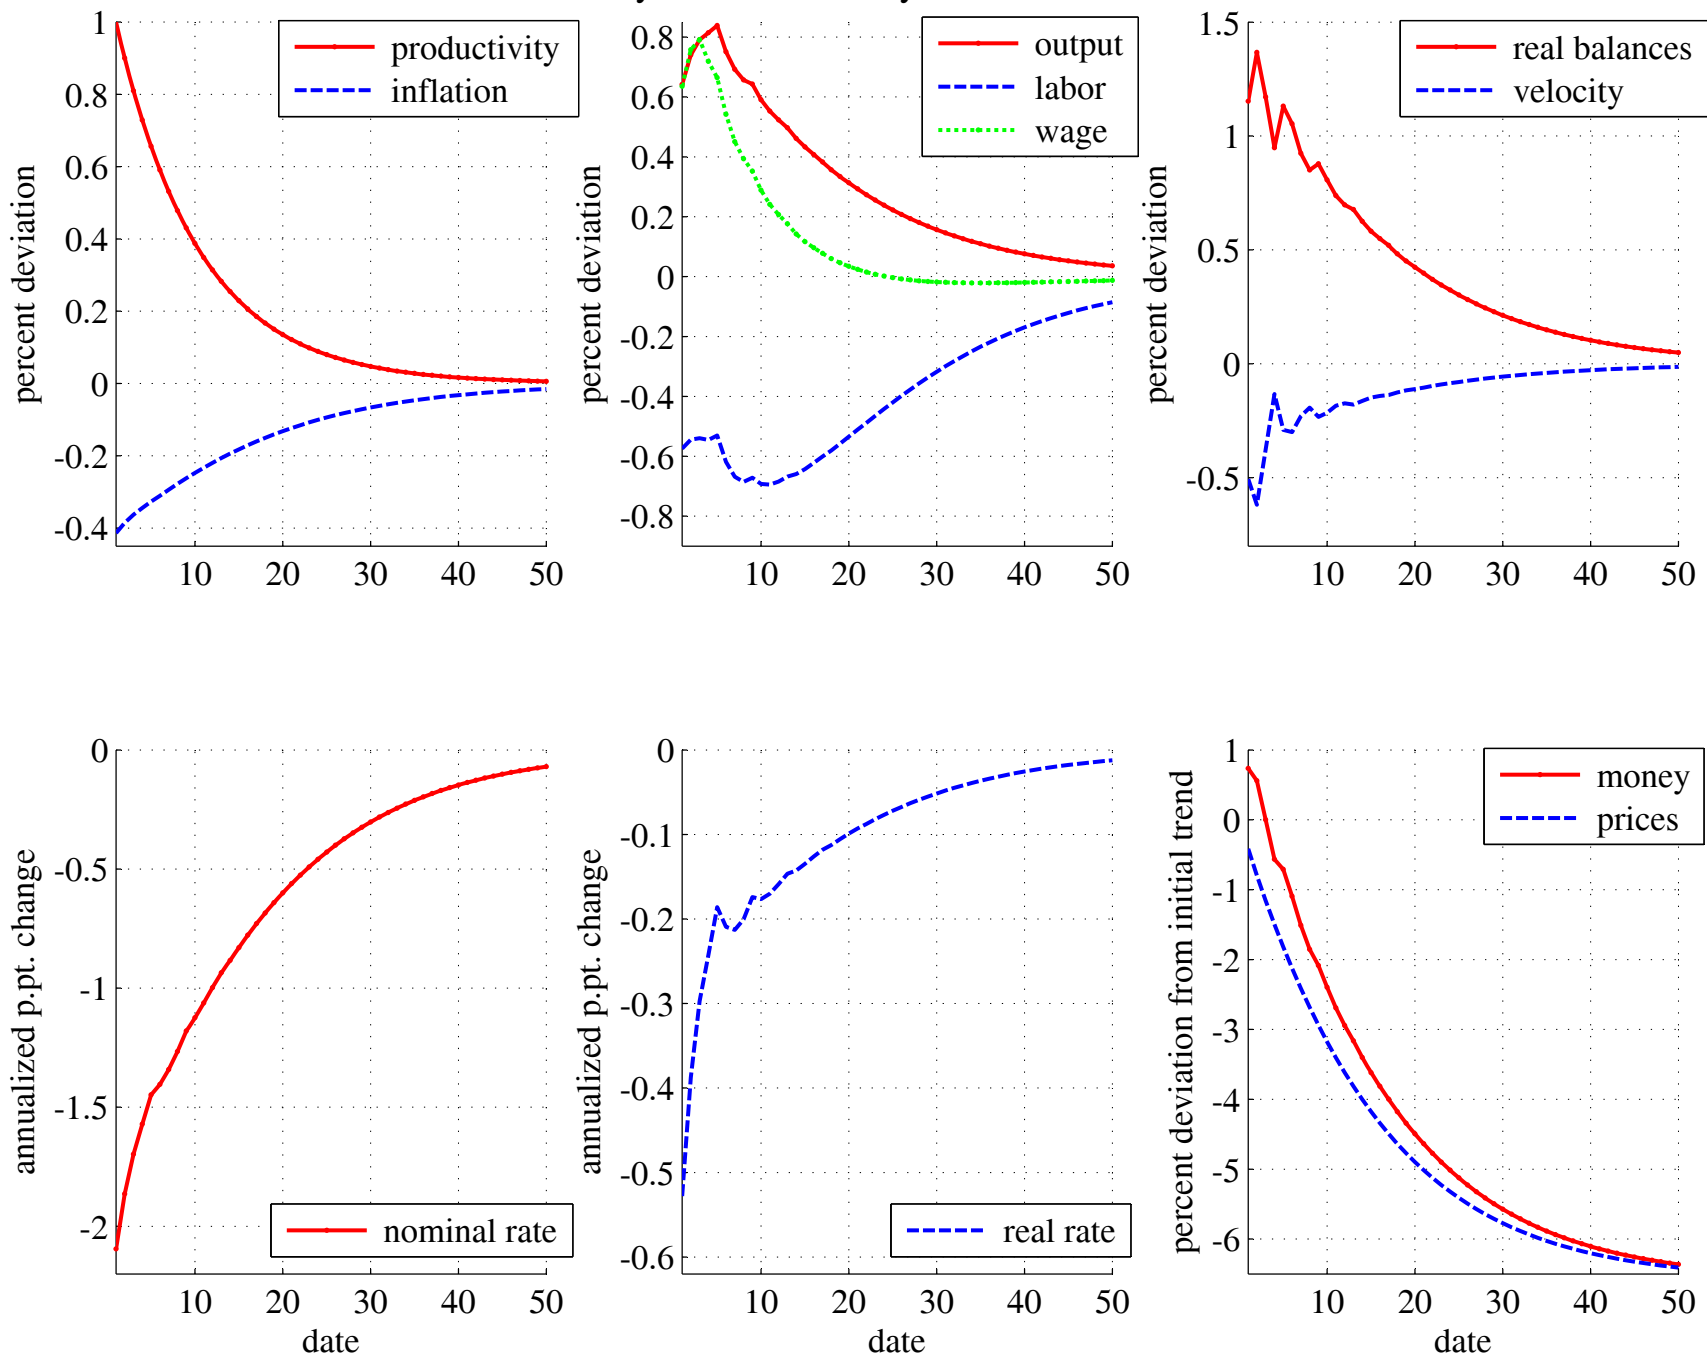 percent deviation
1
0.8
0.6
0.4
0.2
0
-0.2
-0.4
10 20 30 40 50
productivity
inflation
percent deviation
0.8
0.6
0.4
0.2
0
-0.2
-0.4
-0.6
-0.8
10 20 30 40 50
output
labor
wage
percent deviation
1.5
1
0.5
0
-0.5
10 20 30 40 50
real balances
velocity
annualized p.pt. change
0
-0.5
-1
-1.5
-2
10 20 30 40 50
date
nominal rate
annualized p.pt. change
0
-0.1
-0.2
-0.3
-0.4
-0.5
-0.6
10 20 30 40 50
date
real rate
percent deviation from initial trend
1
0
-1
-2
-3
-4
-5
-6
10 20 30 40 50
date
money
prices